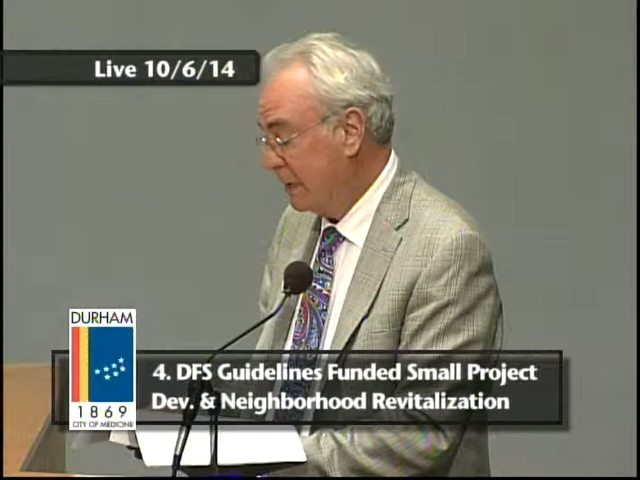 Live 10/6/14
DURHAM
1869
CITY OF MEDICINE
4. DFS Guidelines Funded Small Project
Dev. & Neighborhood Revitalization